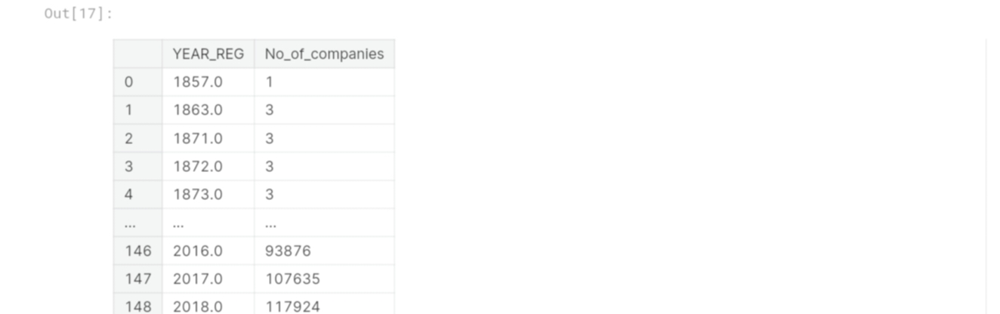 Out[17]:
YEAR_REG No_of_companies
0 1857.0 1
1 1863.0 3
2 1871.0 3
3 1872.0 3
4 1873.0 3
... ... ...
146 2016.0 93876
147 2017.0 107635
148 2018.0 117924